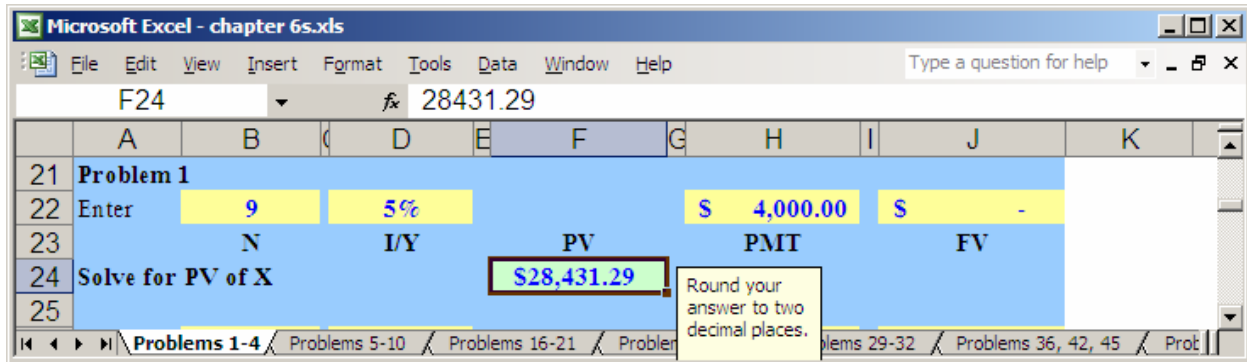 Microsoft Excel - chapter 6s.xls
File Edit View Insert Format Tools Data Window Help Type a question for help
F24 fx 28431.29
A B C D E F G H I J K
21 Problem 1
22 Enter 9 5% $ 4,000.00 $ -
23 N I/Y PV PMT FV
24 Solve for PV of X $28,431.29
Round your
answer to two
decimal places.
25
Problems 1-4 Problems 5-10 Problems 16-21 Problems 29-32 Problems 36, 42, 45